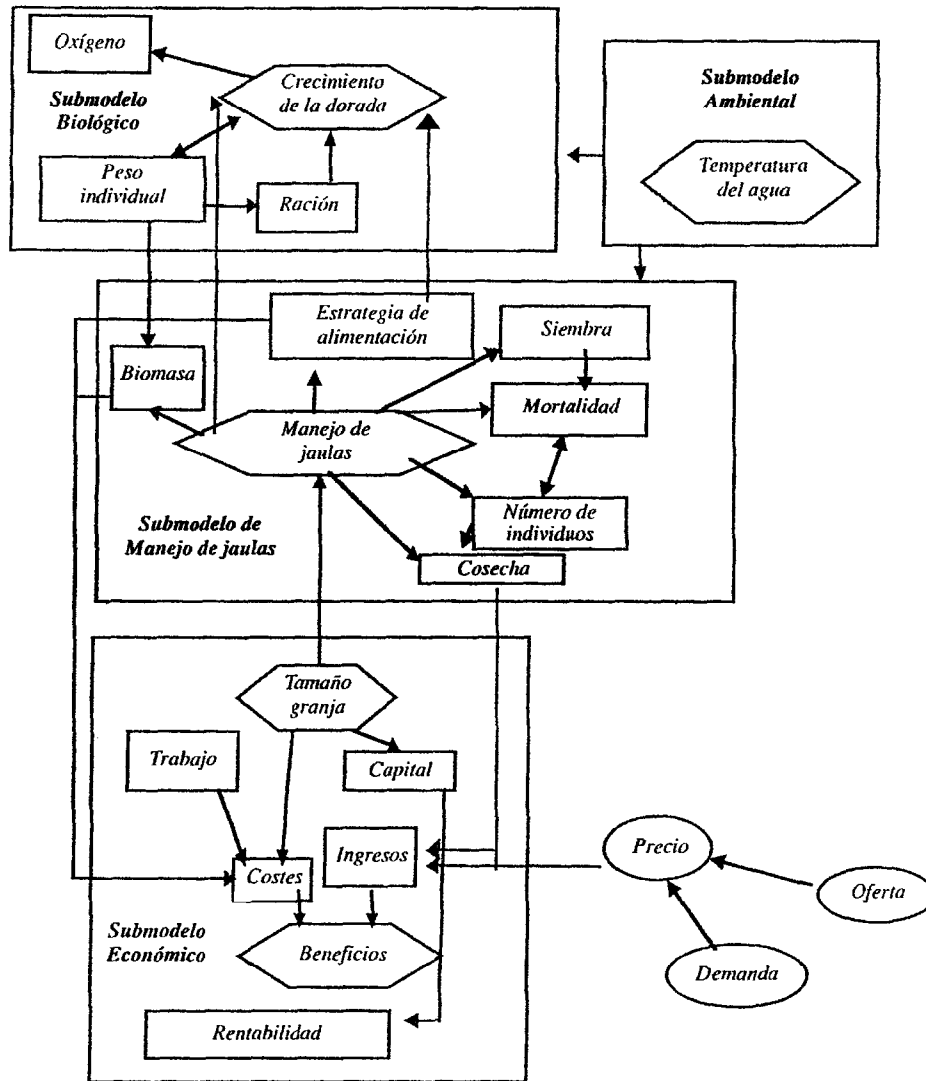 Oxígeno
Crecimiento
de la dorada
Submodelo
Biológico
Peso
individual
Ración
Submodelo
Ambiental
Temperatura
del agua
Estrategia de
alimentación
Siembra
Biomasa
Mortalidad
Manejo de
jaulas
Número de
individuos
Submodelo de
Manejo de jaulas
Cosecha
Tamaño
granja
Trabajo
Capital
Ingresos
Costes
Precio
Oferta
Submodelo
Económico
Beneficios
Demanda
Rentabilidad